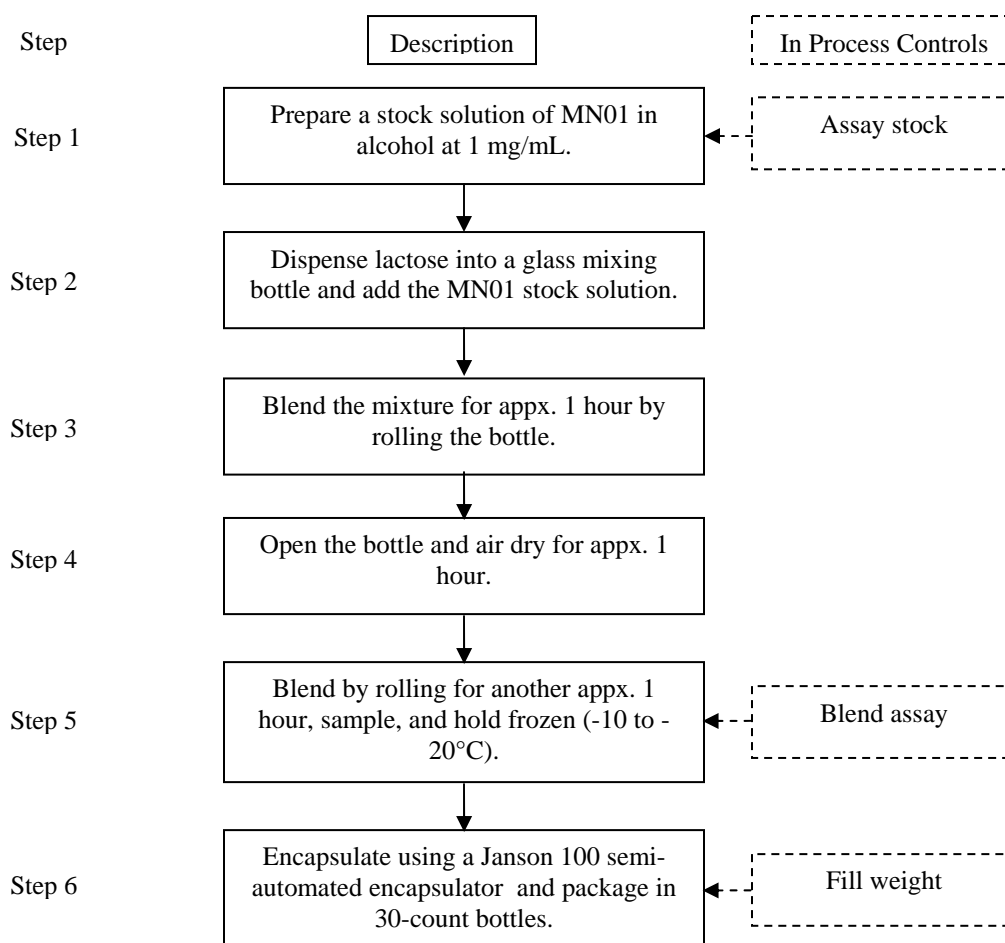 Step
Description
In Process Controls
Step 1
Prepare a stock solution of MN01 in
alcohol at 1 mg/mL.
Assay stock
Step 2
Dispense lactose into a glass mixing
bottle and add the MN01 stock solution.
Step 3
Blend the mixture for appx. 1 hour by
rolling the bottle.
Step 4
Open the bottle and air dry for appx. 1
hour.
Step 5
Blend by rolling for another appx. 1
hour, sample, and hold frozen (-10 to -
20°C).
Blend assay
Step 6
Encapsulate using a Janson 100 semi-
automated encapsulator and package in
30-count bottles.
Fill weight